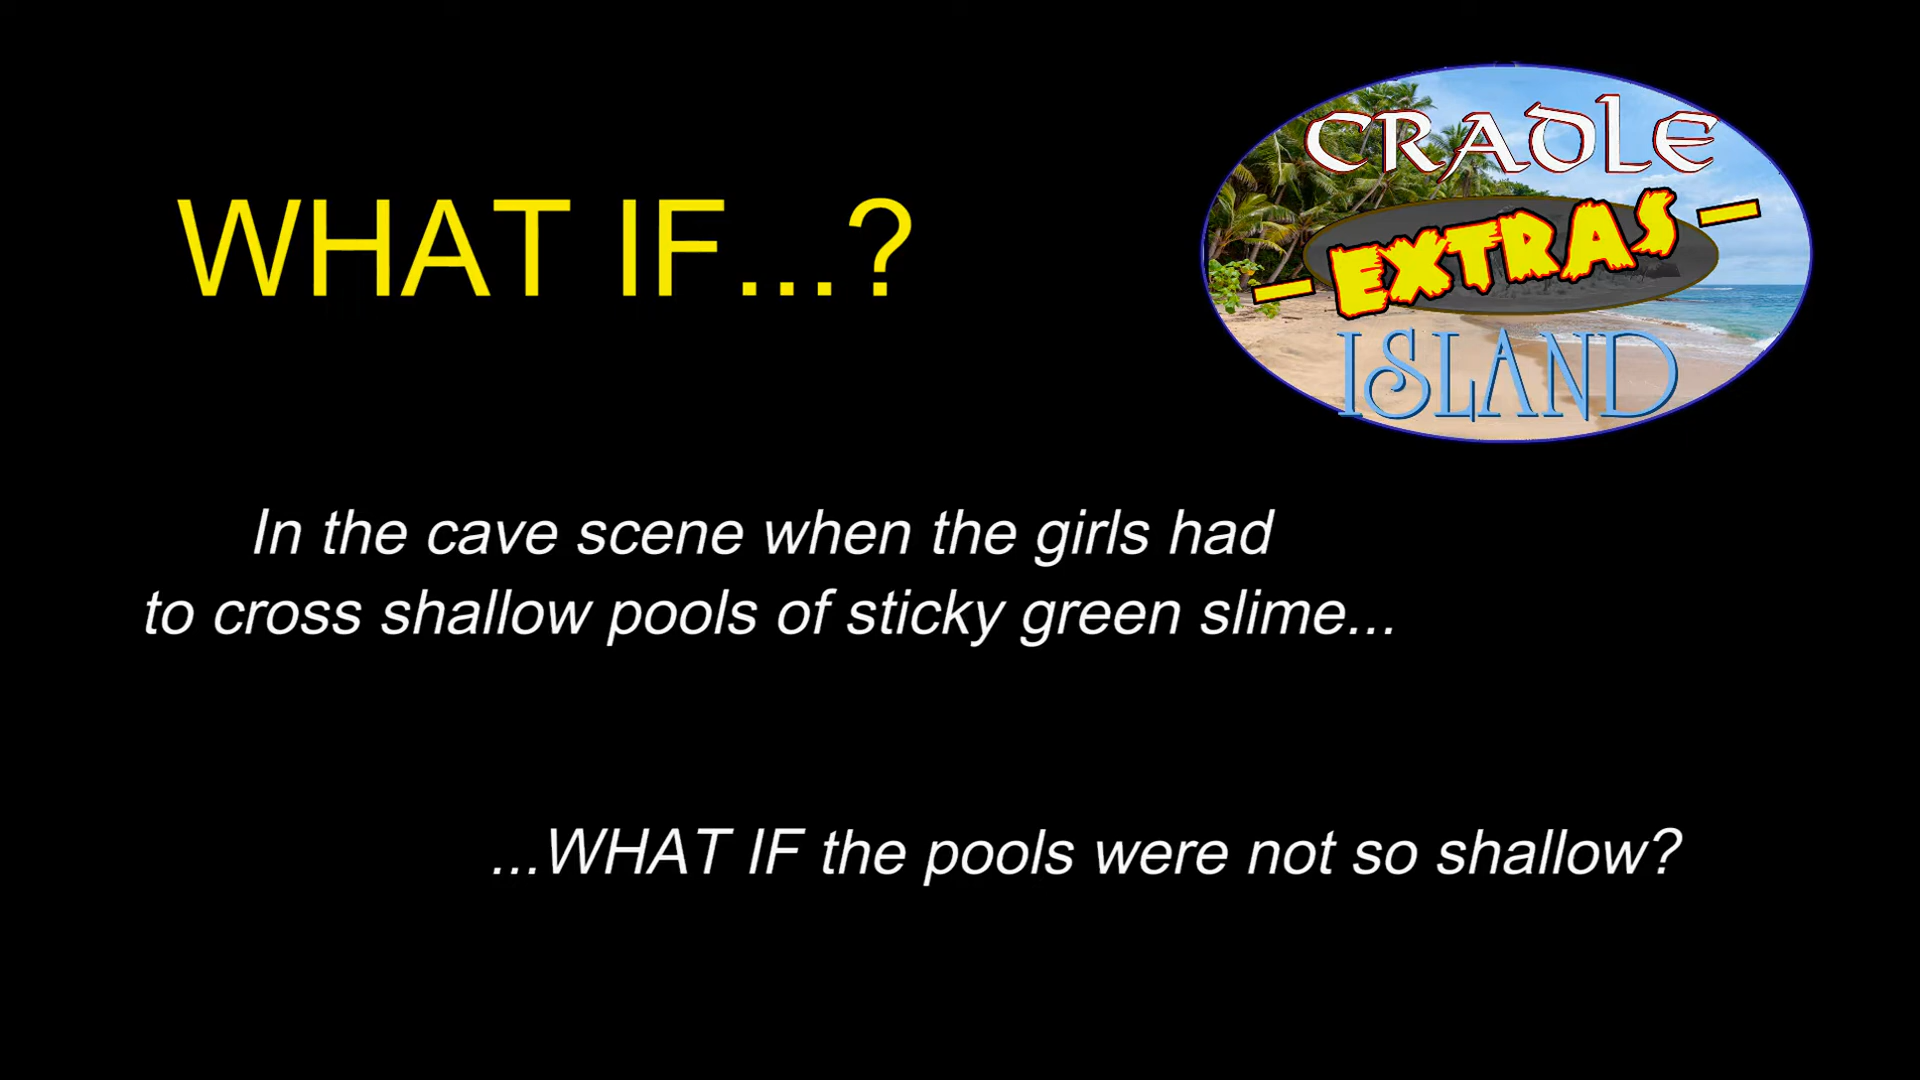 WHAT IF...?
CRADLE
- EXTRAS -
ISLAND
In the cave scene when the girls had
to cross shallow pools of sticky green slime...
...WHAT IF the pools were not so shallow?